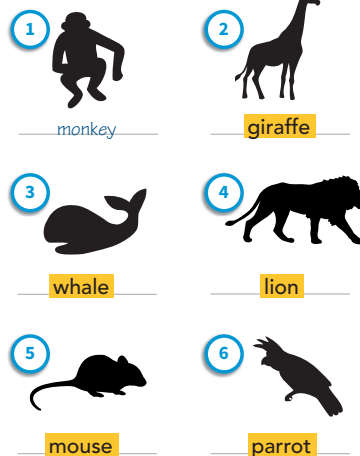 1
2
monkey
giraffe
3
4
whale
lion
5
6
mouse
parrot